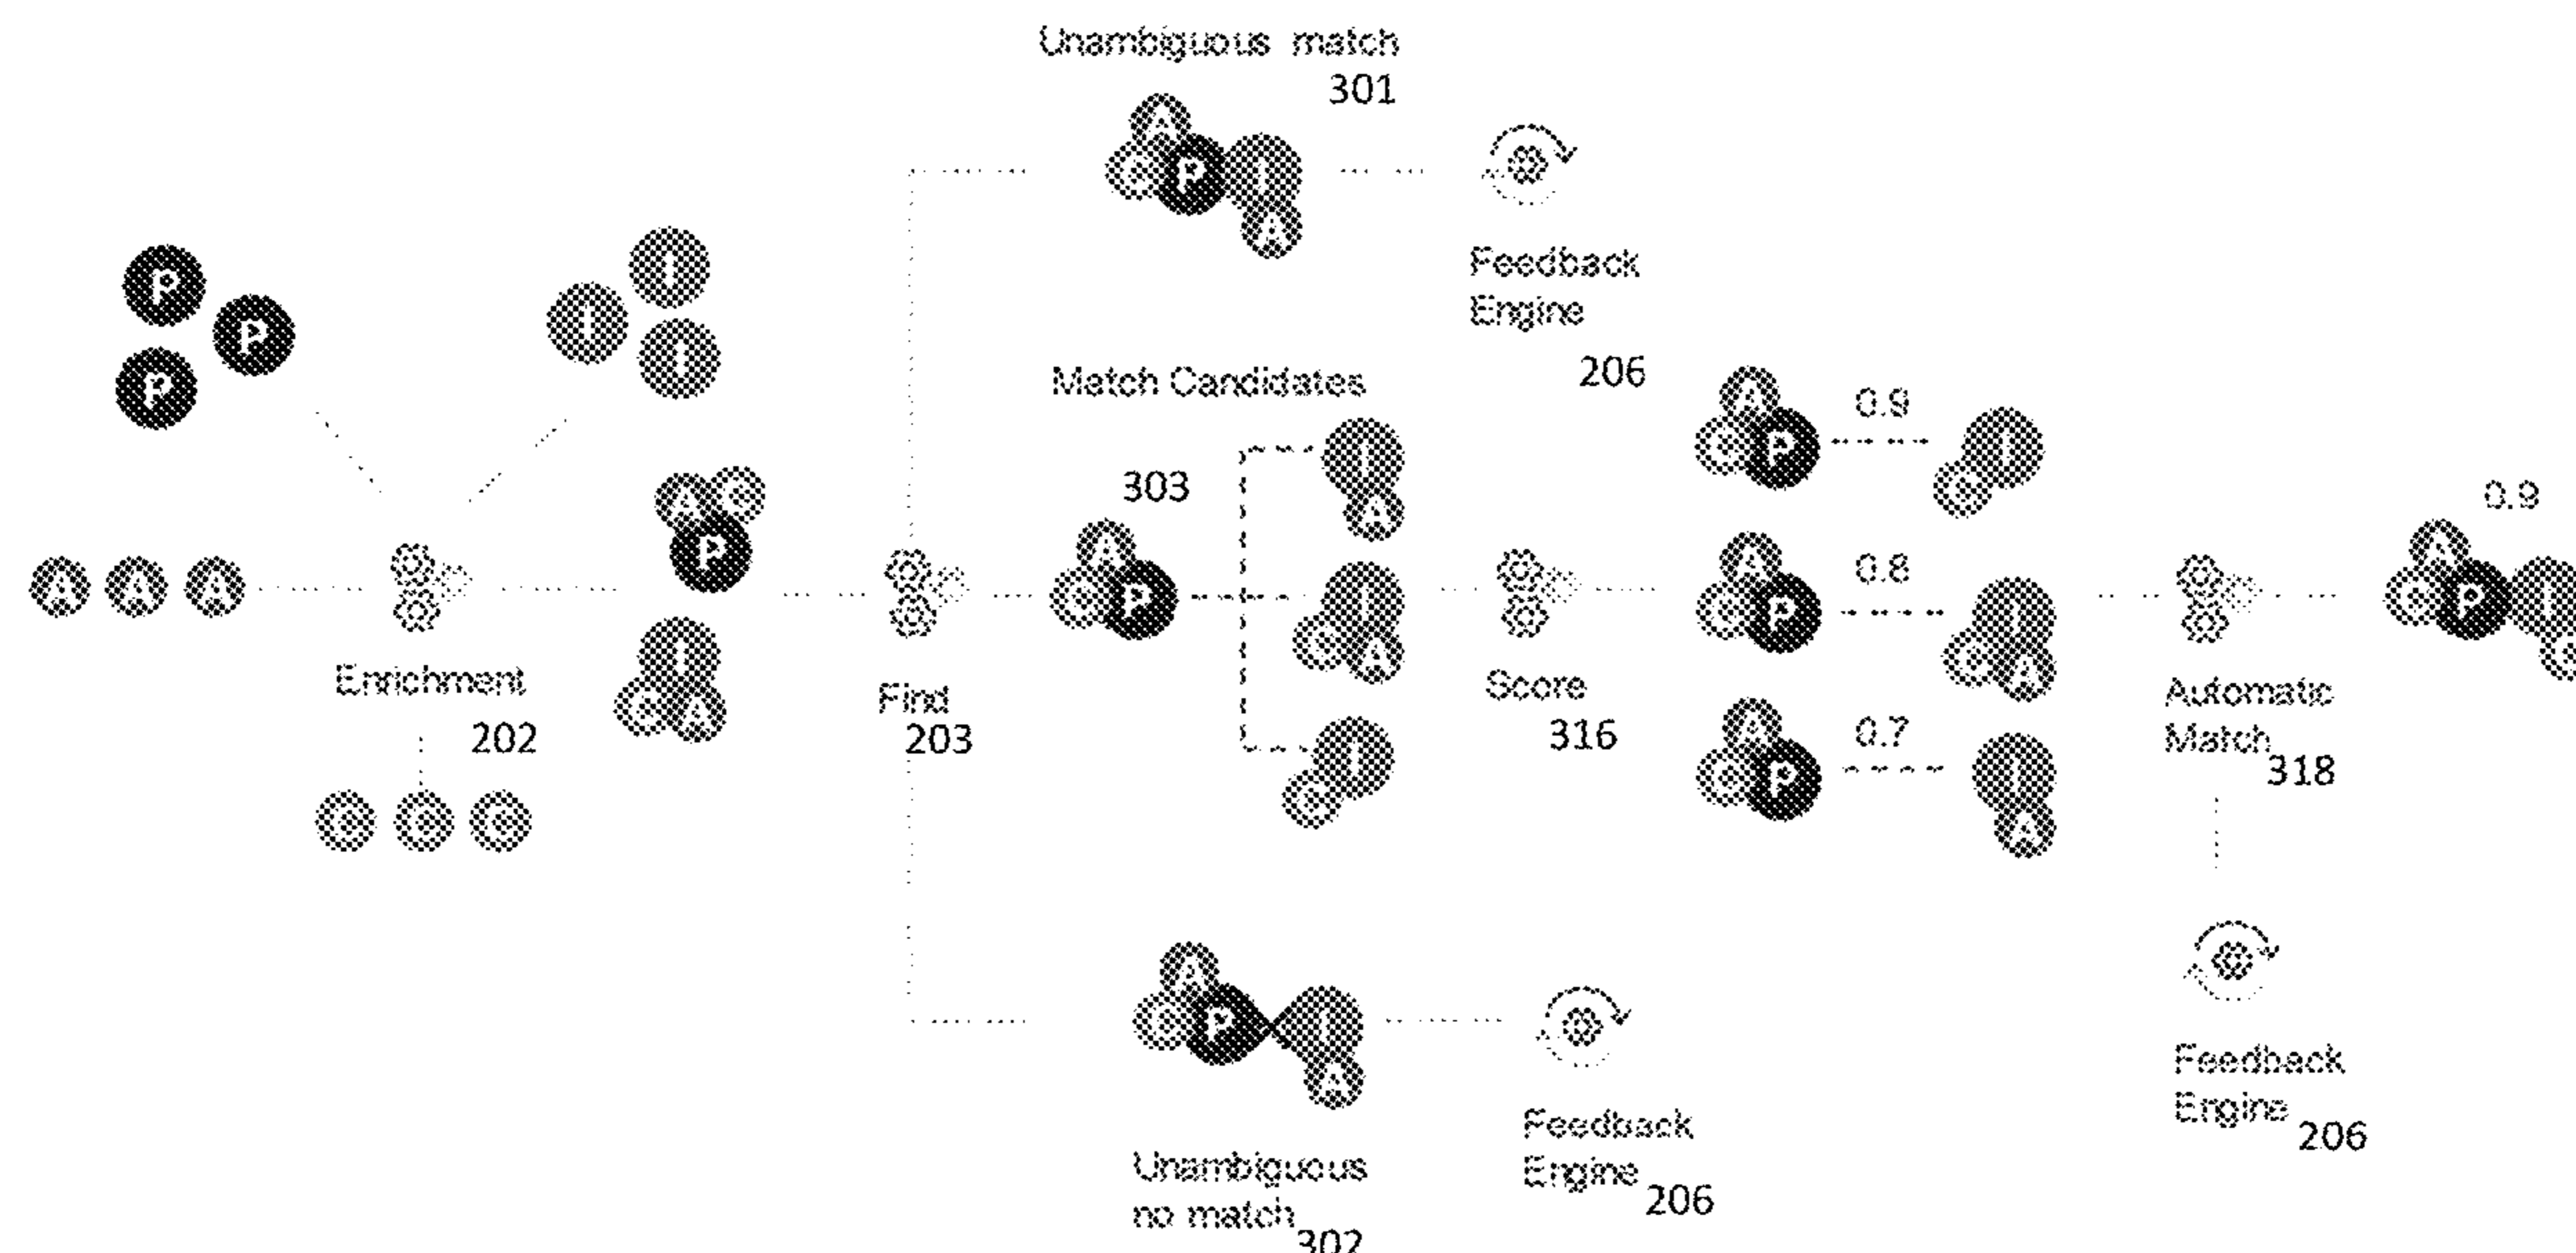 Unambiguous match
301
A
C P I
A
Feedback
Engine
206
P
P
P
I
I
I
Match Candidates
303
A A A
Enrichment
202
C C C
A C
P
I
C A
Find
203
A
C P
I
A
I
C A
I
C
Score
316
A
C P 0.9 I
C
A
C P 0.8 I
C A
A
C P 0.7 I
A
Automatic
Match
318
0.9
A
C P I
C
Feedback
Engine
206
A
C P I
A
Unambiguous
no match
302
Feedback
Engine
206